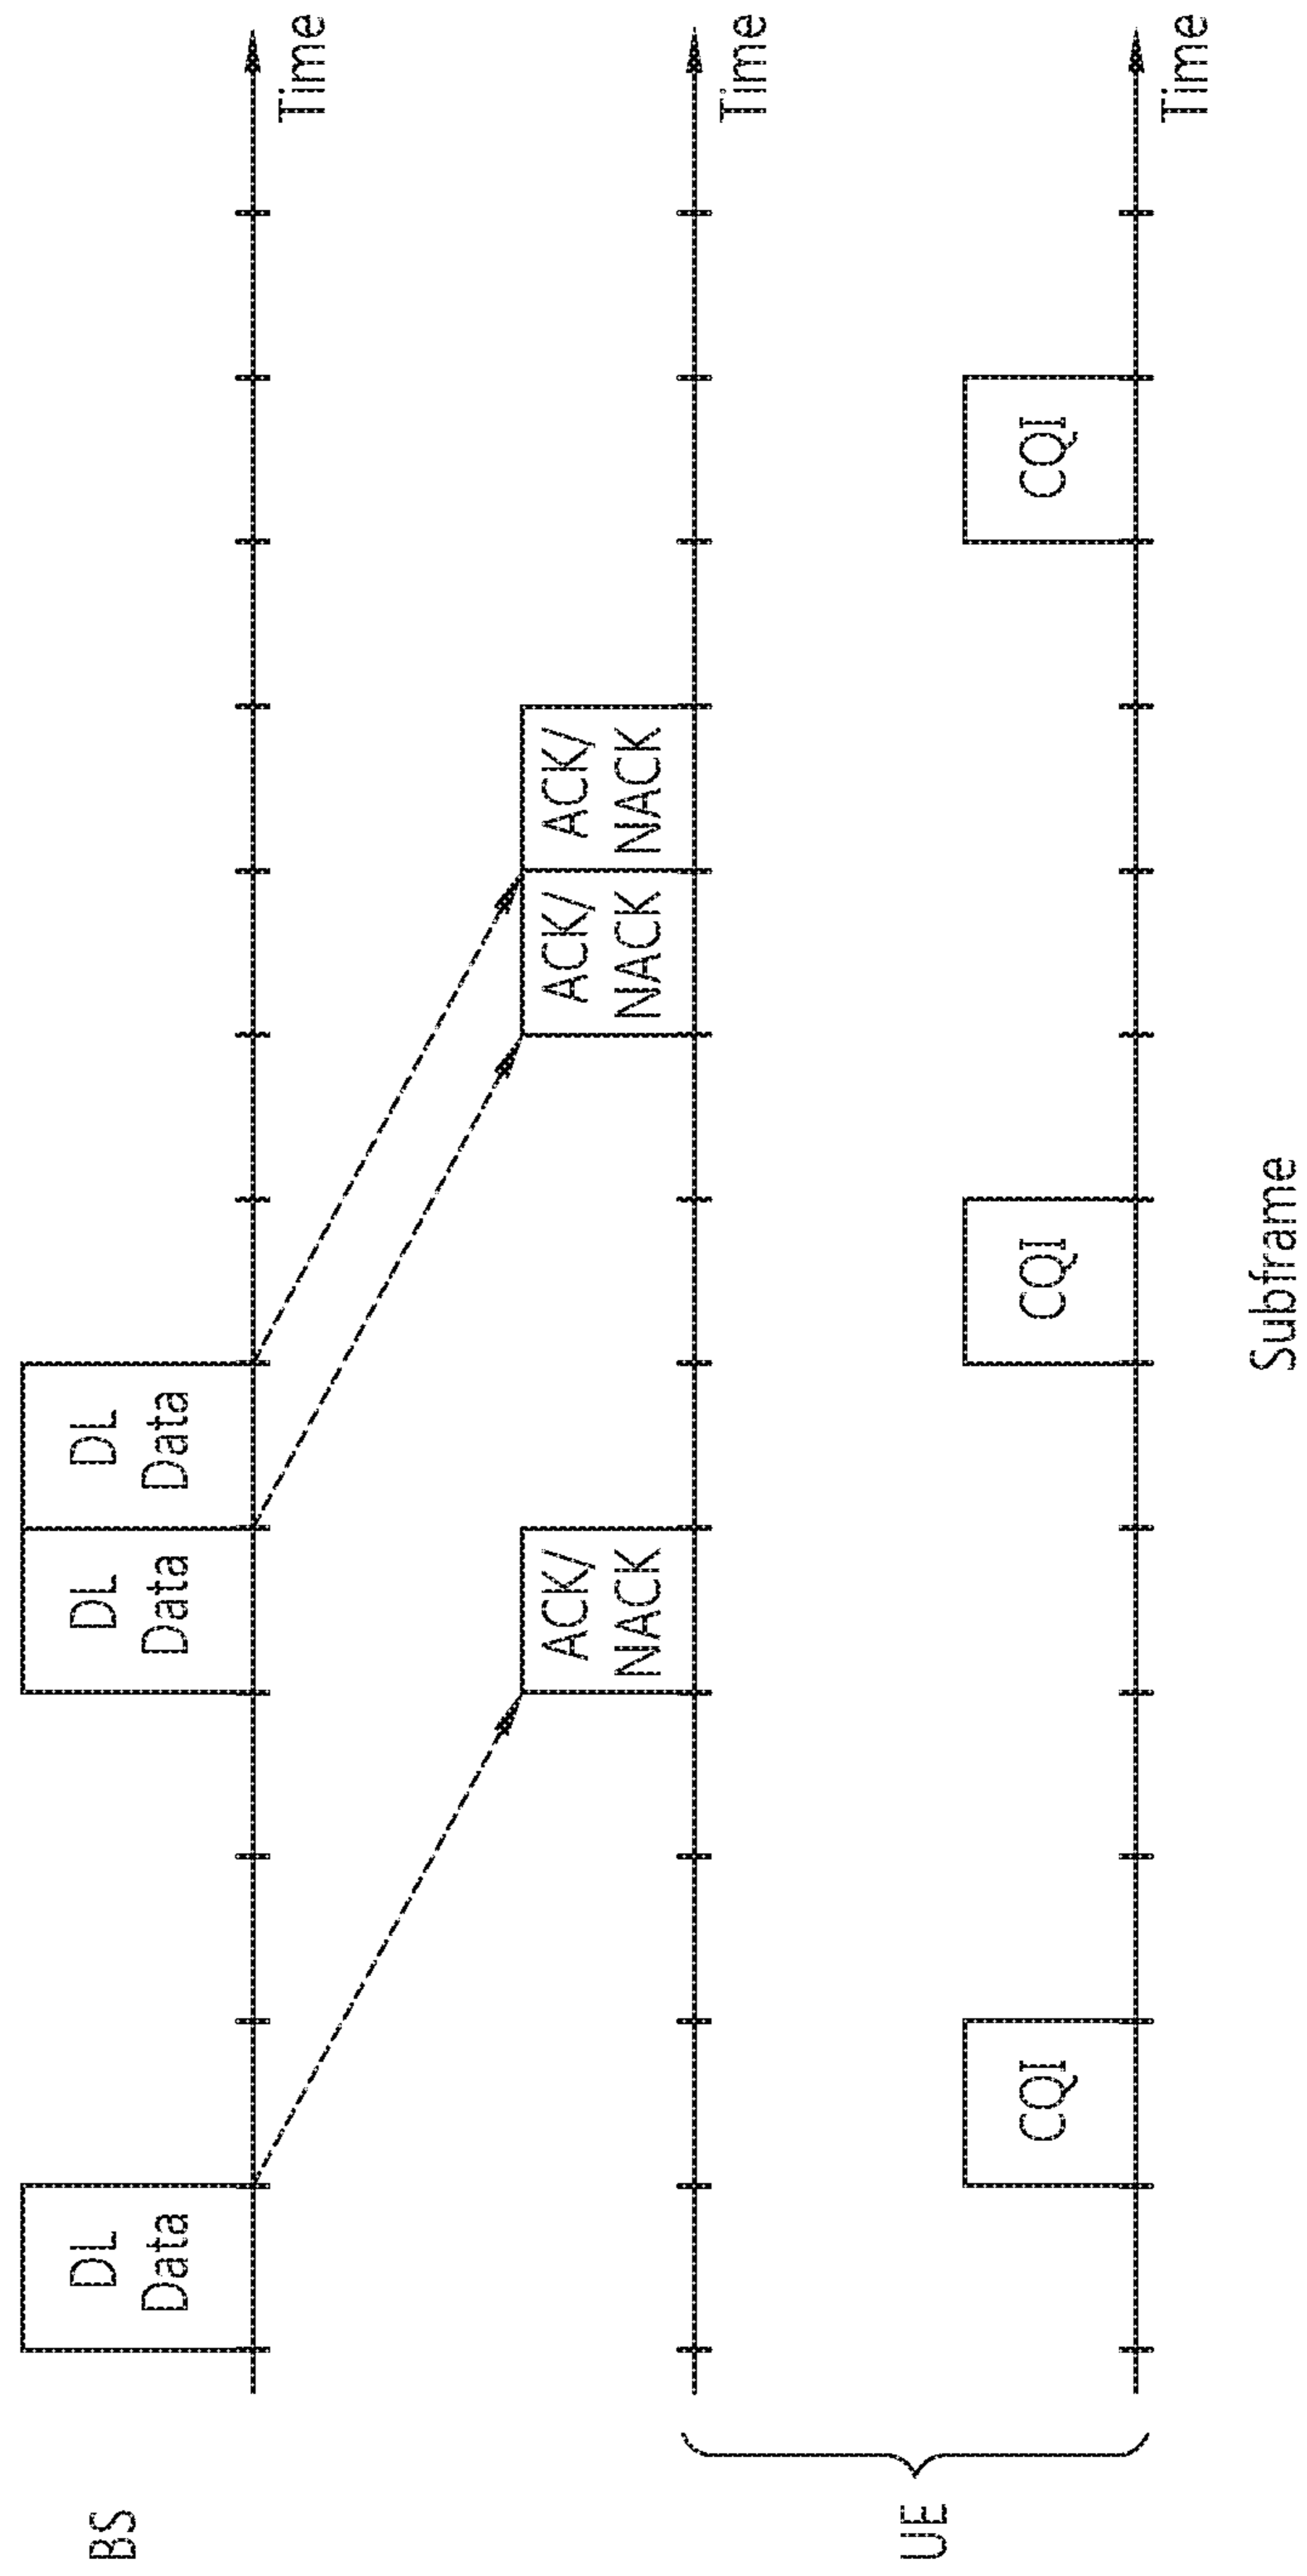 BS
DL
Data
DL
Data
DL
Data
Time
UE
ACK/
NACK
ACK/
NACK
ACK/
NACK
Time
CQI
CQI
CQI
Time
Subframe